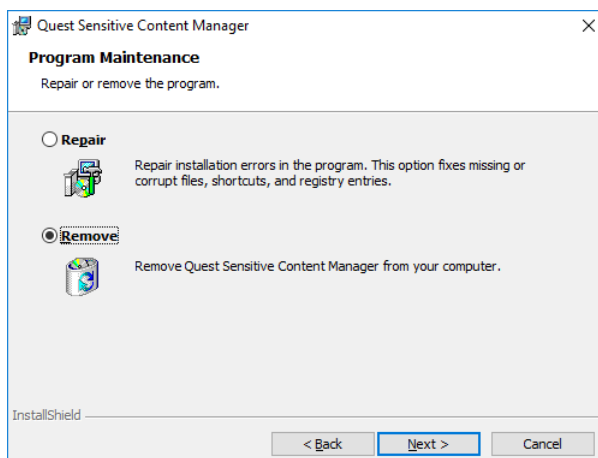 Quest Sensitive Content Manager
Program Maintenance
Repair or remove the program.
Repair
Repair installation errors in the program. This option fixes missing or
corrupt files, shortcuts, and registry entries.
Remove
Remove Quest Sensitive Content Manager from your computer.
InstallShield
< Back
Next >
Cancel